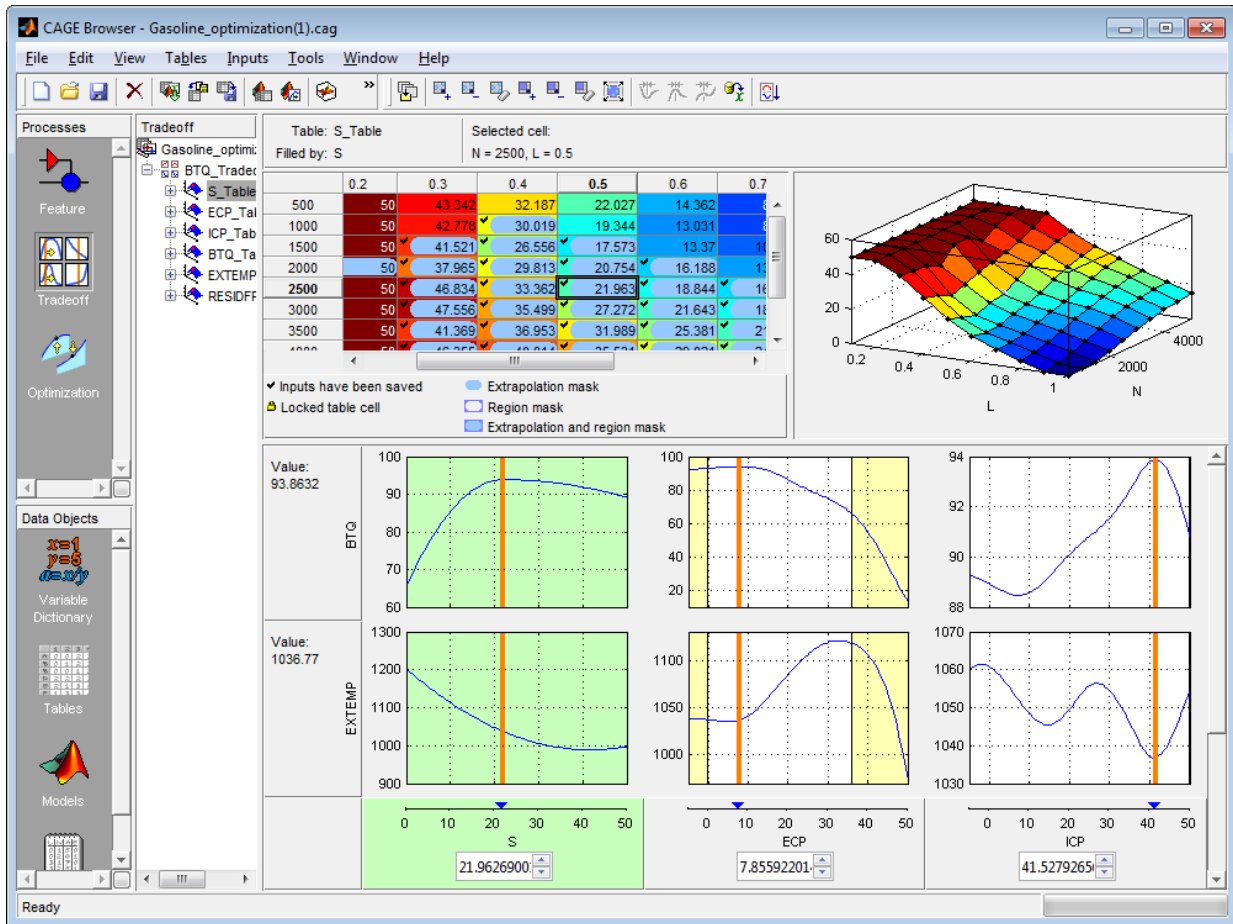 CAGE Browser - Gasoline_optimization(1).cag
File Edit View Tables Inputs Tools Window Help
»
Processes
Feature
Tradeoff
Optimization
Data Objects
x=1
y=6
a=x/y
Variable
Dictionary
Tables
Models
Tradeoff
Gasoline_optimiz
BTQ_Tradeo
S_Table
ECP_Tab
ICP_Tab
BTQ_Ta
EXTEMP
RESIDFF
Table: S_Table
Filled by: S
Selected cell:
N = 2500, L = 0.5
0.2 0.3 0.4 0.5 0.6 0.7
500 50 43.342 32.187 22.027 14.362
1000 50 42.778 30.019 19.344 13.031
1500 50 41.521 26.556 17.573 13.37
2000 50 37.965 29.813 20.754 16.188
2500 50 46.834 33.362 21.963 18.844
3000 50 47.556 35.499 27.272 21.643
3500 50 41.369 36.953 31.989 25.381
Inputs have been saved
Locked table cell
Extrapolation mask
Region mask
Extrapolation and region mask
60
40
20
0
0.2 0.4 0.6 0.8 1
L
2000 4000
N
Value:
93.8632
BTQ
100
90
80
70
60
100
80
60
40
20
94
92
90
88
Value:
1036.77
EXTEMP
1300
1200
1100
1000
900
1100
1050
1000
1070
1060
1050
1040
1030
0 10 20 30 40 50
S
21.9626900
0 10 20 30 40 50
ECP
7.85592201
0 10 20 30 40 50
ICP
41.5279265
Ready